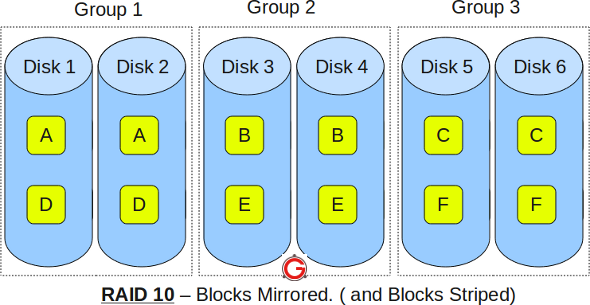 Group 1 Group 2 Group 3
Disk 1 Disk 2 Disk 3 Disk 4 Disk 5 Disk 6
A A B B C C
D D E E F F
G
RAID 10 – Blocks Mirrored. ( and Blocks Striped)